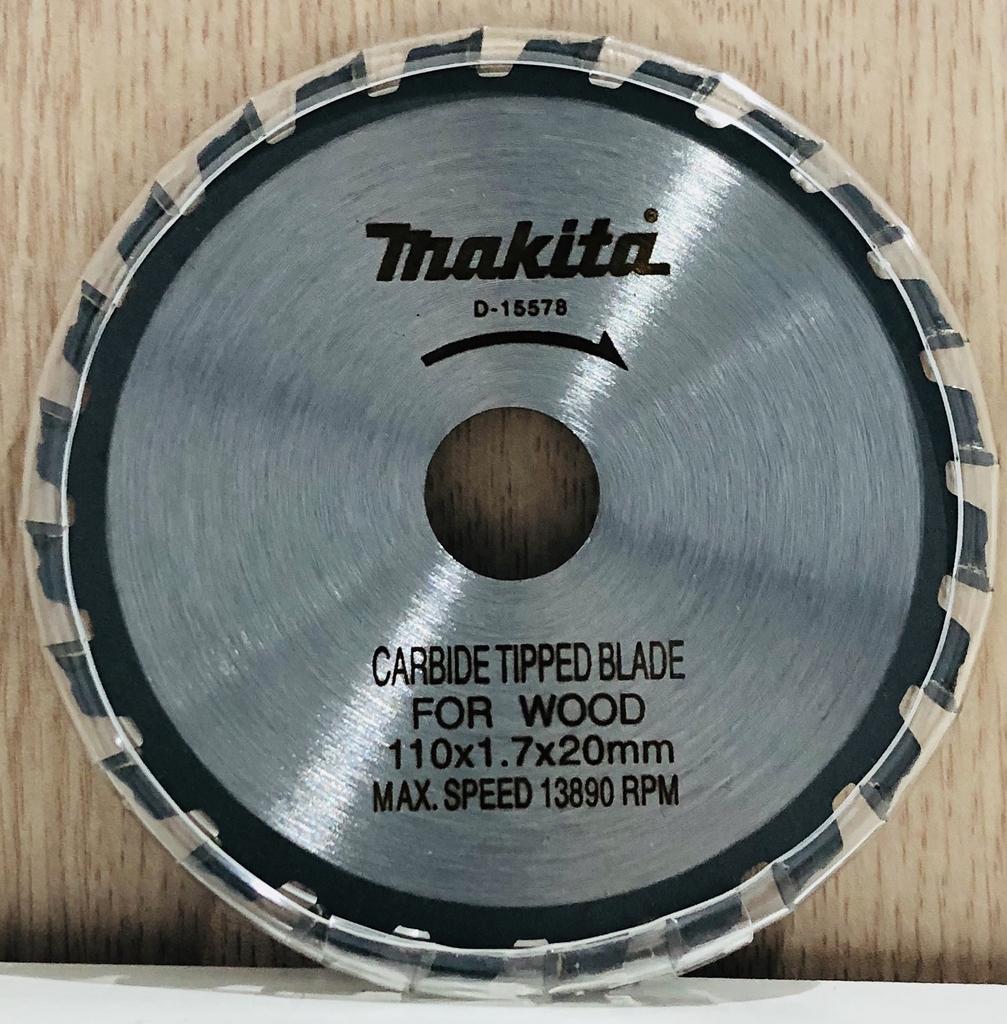 makita
D-15578
CARBIDE TIPPED BLADE
FOR WOOD
110x1.7x20mm
MAX. SPEED 13890 RPM